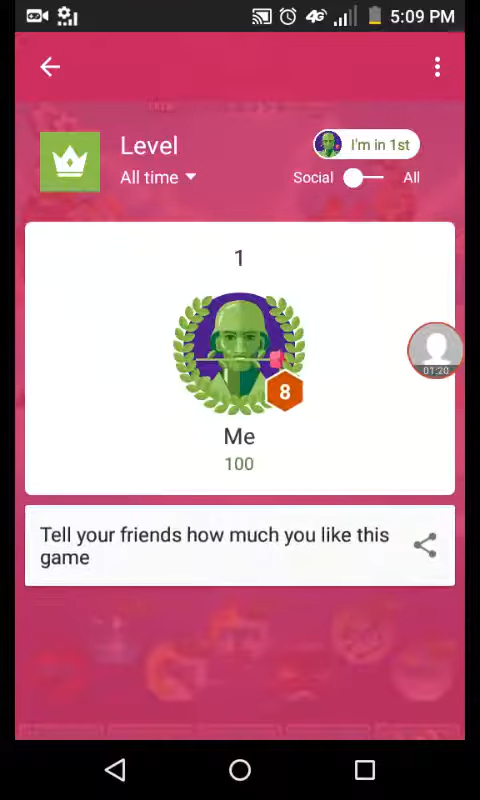 4G 5:09 PM
Level
I'm in 1st
All time
Social All
1
8
01:20
Me
100
Tell your friends how much you like this
game